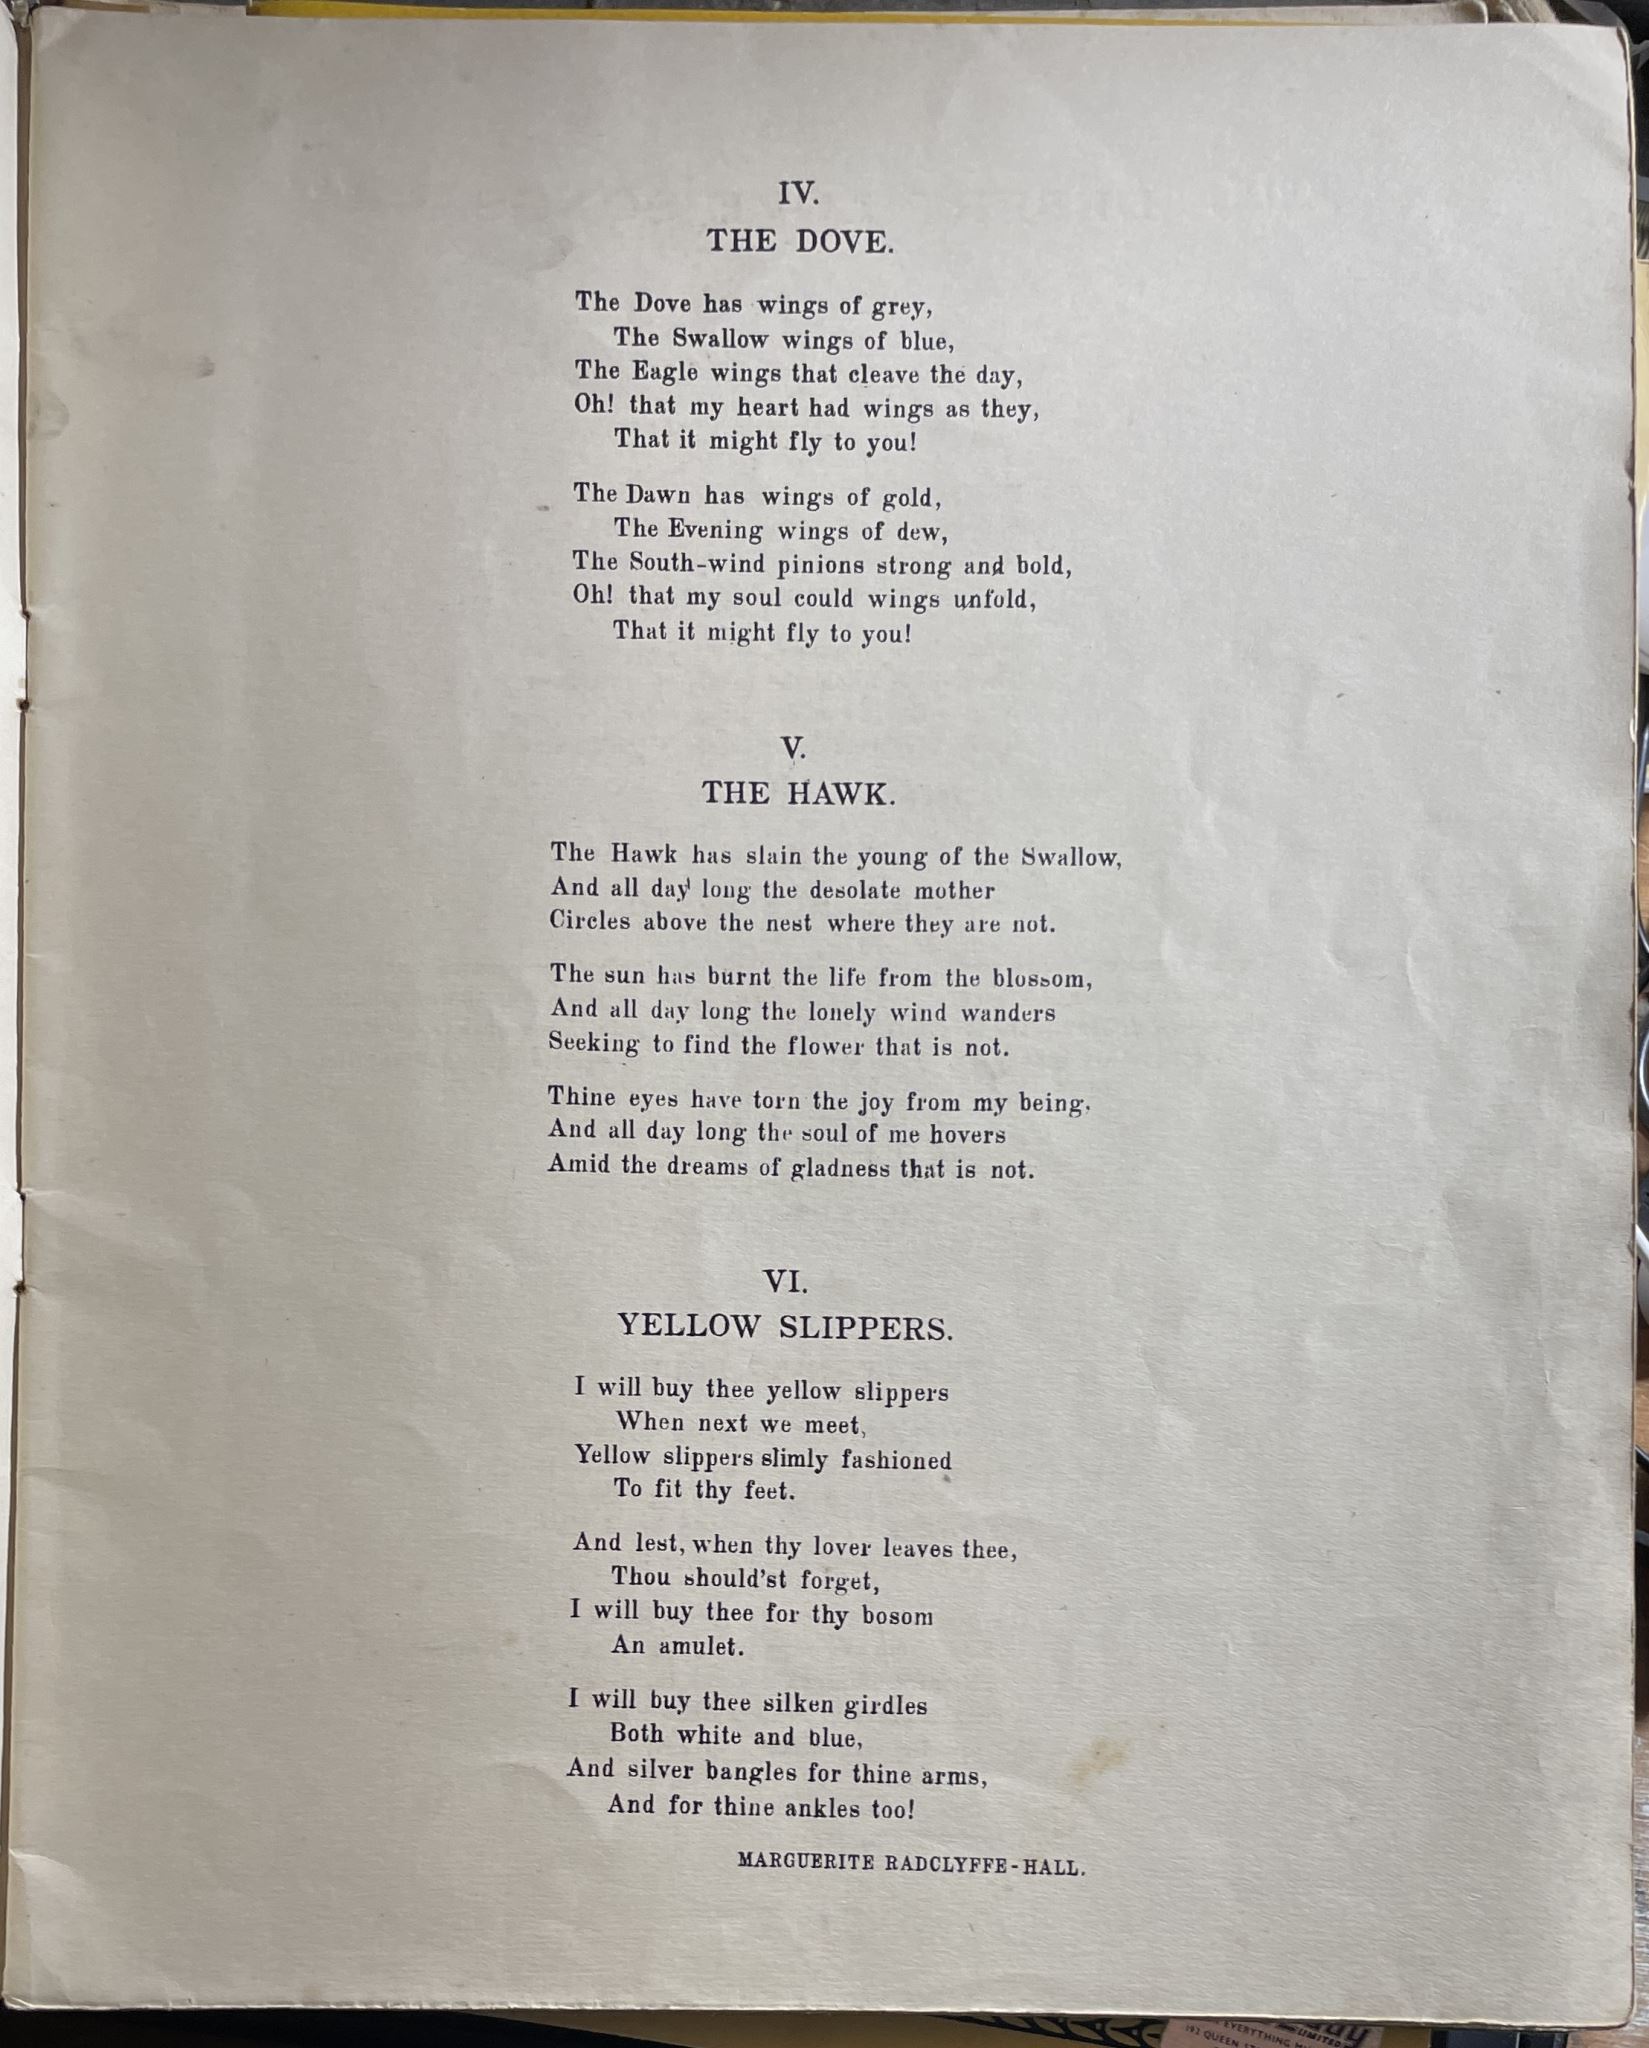 IV.
THE DOVE.
The Dove has wings of grey,
The Swallow wings of blue,
The Eagle wings that cleave the day,
Oh! that my heart had wings as they,
That it might fly to you!
The Dawn has wings of gold,
The Evening wings of dew,
The South-wind pinions strong and bold,
Oh! that my soul could wings unfold,
That it might fly to you!
V.
THE HAWK.
The Hawk has slain the young of the Swallow,
And all day long the desolate mother
Circles above the nest where they are not.
The sun has burnt the life from the blossom,
And all day long the lonely wind wanders
Seeking to find the flower that is not.
Thine eyes have torn the joy from my being.
And all day long the soul of me hovers
Amid the dreams of gladness that is not.
VI.
YELLOW SLIPPERS.
I will buy thee yellow slippers
When next we meet,
Yellow slippers slimly fashioned
To fit thy feet.
And lest, when thy lover leaves thee,
Thou should'st forget,
I will buy thee for thy bosom
An amulet.
I will buy thee silken girdles
Both white and blue,
And silver bangles for thine arms,
And for thine ankles too!
MARGUERITE RADCLYFFE-HALL.
LIMITED
EVERYTHING
192 QUEEN